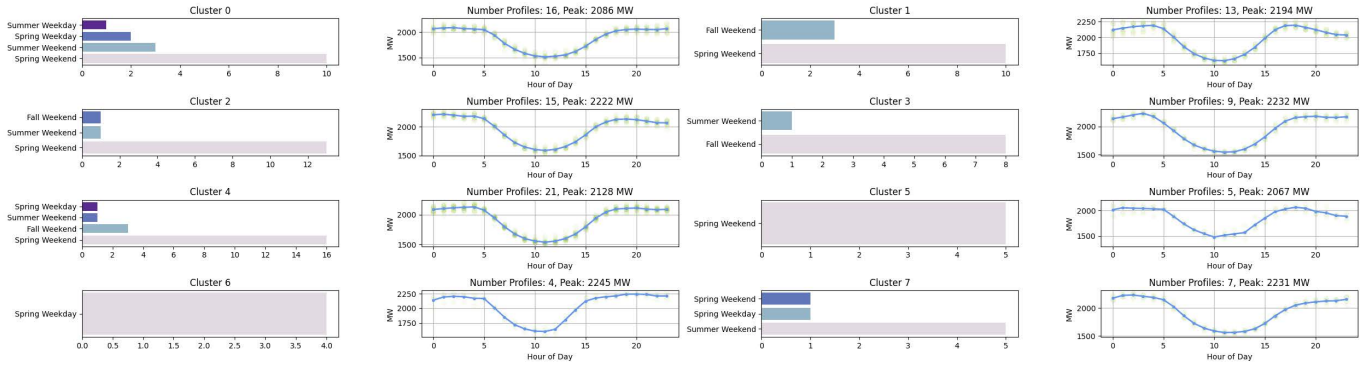 Cluster 0
Summer Weekday
Spring Weekday
Summer Weekend
Spring Weekend
0 2 4 6 8 10
Number Profiles: 16, Peak: 2086 MW
MW
2000
1500
0 5 10 15 20
Hour of Day
Cluster 1
Fall Weekend
Spring Weekend
0 2 4 6 8 10
Number Profiles: 13, Peak: 2194 MW
MW
2250
2000
1750
0 5 10 15 20
Hour of Day
Cluster 2
Fall Weekend
Summer Weekend
Spring Weekend
0 2 4 6 8 10 12
Number Profiles: 15, Peak: 2222 MW
MW
2000
1500
0 5 10 15 20
Hour of Day
Cluster 3
Summer Weekend
Fall Weekend
0 1 2 3 4 5 6 7 8
Number Profiles: 9, Peak: 2232 MW
MW
2000
1500
0 5 10 15 20
Hour of Day
Cluster 4
Spring Weekday
Summer Weekend
Fall Weekend
Spring Weekend
0 2 4 6 8 10 12 14 16
Number Profiles: 21, Peak: 2128 MW
MW
2000
1500
0 5 10 15 20
Hour of Day
Cluster 5
Spring Weekend
0 1 2 3 4 5
Number Profiles: 5, Peak: 2067 MW
MW
2000
1500
0 5 10 15 20
Hour of Day
Cluster 6
Spring Weekday
0.0 0.5 1.0 1.5 2.0 2.5 3.0 3.5 4.0
Number Profiles: 4, Peak: 2245 MW
MW
2250
2000
1750
0 5 10 15 20
Hour of Day
Cluster 7
Spring Weekend
Spring Weekday
Summer Weekend
0 1 2 3 4 5
Number Profiles: 7, Peak: 2231 MW
MW
2000
1500
0 5 10 15 20
Hour of Day